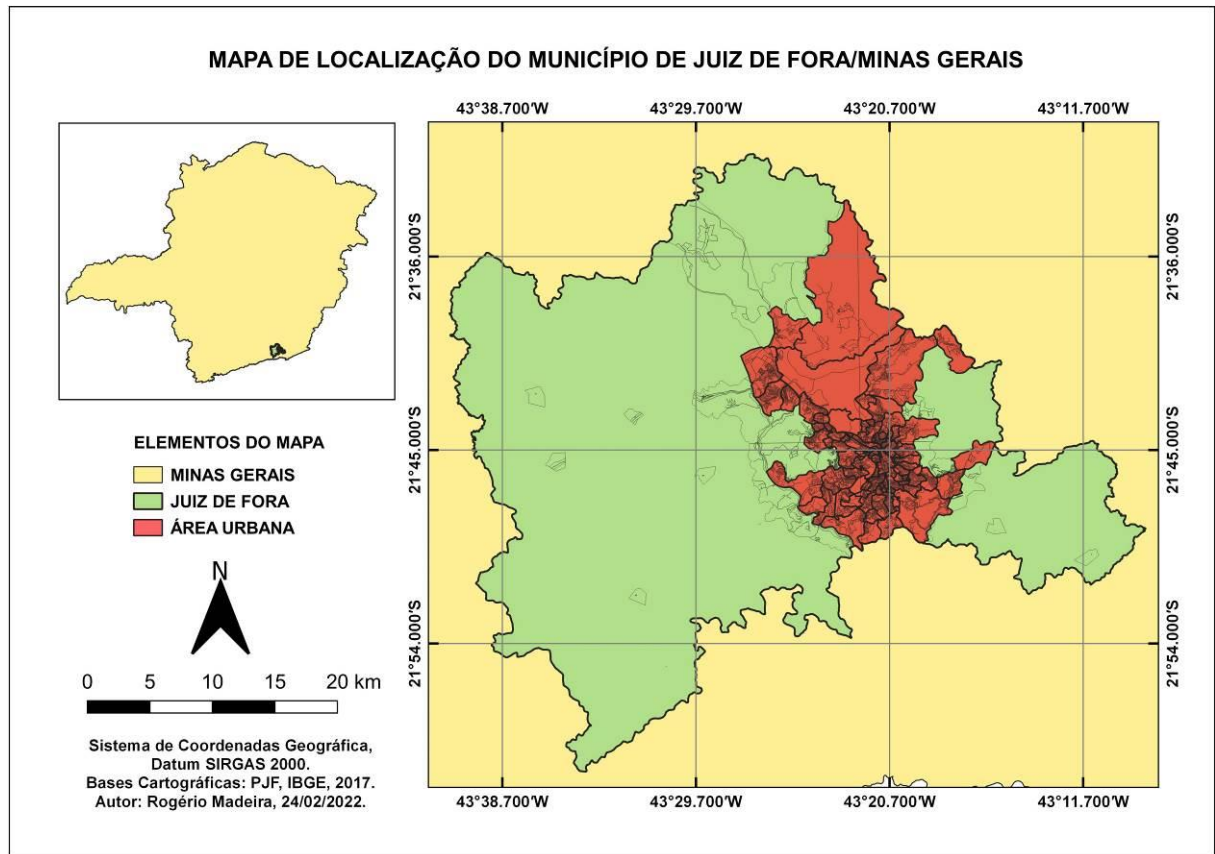 MAPA DE LOCALIZAÇÃO DO MUNICÍPIO DE JUIZ DE FORA/MINAS GERAIS
43°38.700'W 43°29.700'W 43°20.700'W 43°11.700'W
21°36.000'S 21°36.000'S
21°45.000'S 21°45.000'S
21°54.000'S 21°54.000'S
43°38.700'W 43°29.700'W 43°20.700'W 43°11.700'W
ELEMENTOS DO MAPA
MINAS GERAIS
JUIZ DE FORA
ÁREA URBANA
N
0 5 10 15 20 km
Sistema de Coordenadas Geográfica,
Datum SIRGAS 2000.
Bases Cartográficas: PJF, IBGE, 2017.
Autor: Rogério Madeira, 24/02/2022.